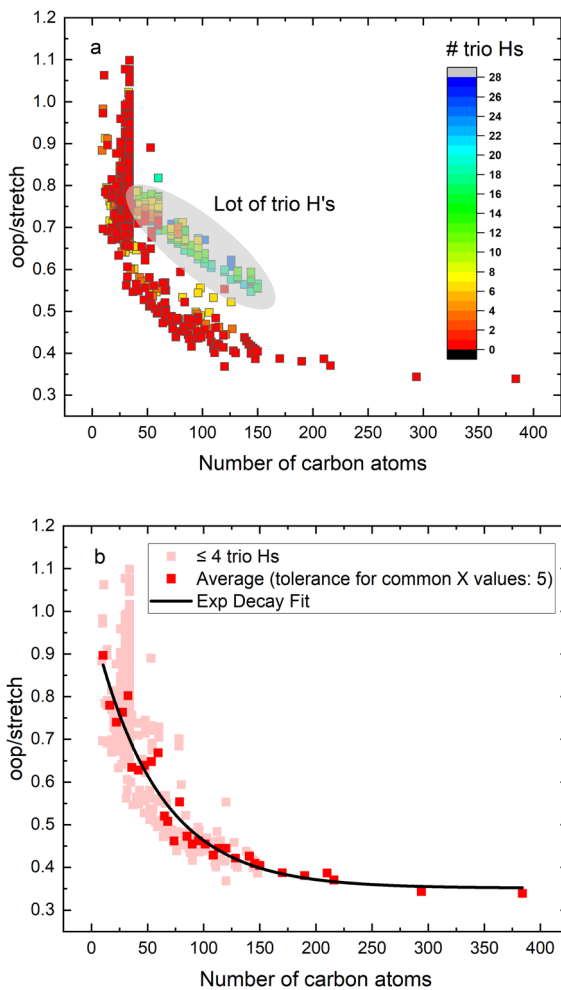 a
# trio Hs
1.2
1.1
1.0
0.9
0.8
0.7
0.6
0.5
0.4
0.3
oop/stretch
Lot of trio H's
28
26
24
22
20
18
16
14
12
10
8
6
4
2
0
0 50 100 150 200 250 300 350 400
Number of carbon atoms
b
≤ 4 trio Hs
Average (tolerance for common X values: 5)
Exp Decay Fit
1.2
1.1
1.0
0.9
0.8
0.7
0.6
0.5
0.4
0.3
oop/stretch
0 50 100 150 200 250 300 350 400
Number of carbon atoms